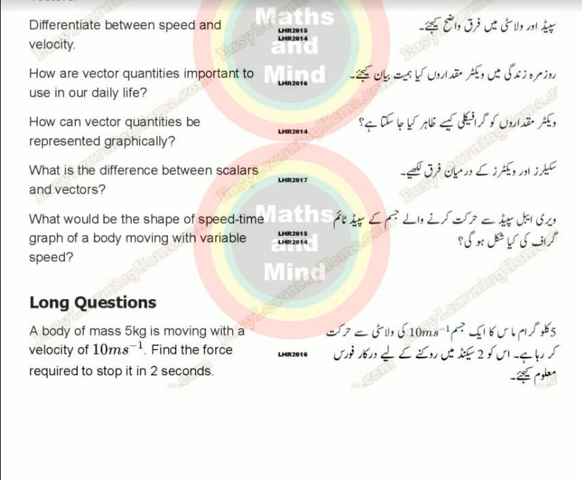 Differentiate between speed and
velocity.
LHR2015
LHR2014
سپیڈ اور ولاسٹی میں فرق واضح کیجئے۔
How are vector quantities important to
use in our daily life?
LHR2016
روزمرہ زندگی میں ویکٹر مقداروں کیا ہمیت بیان کیجئے۔
How can vector quantities be
represented graphically?
LHR2014
ویکٹر مقداروں کو گرافیکلی کیسے ظاہر کیا جا سکتا ہے؟
What is the difference between scalars
and vectors?
LHR2017
سکیلرز اور ویکٹرز کے درمیان فرق لکھیے۔
What would be the shape of speed-time
graph of a body moving with variable
speed?
LHR2015
LHR2014
ویری ایبل سپیڈ سے حرکت کرنے والے جسم کے سپیڈ ٹائم
گراف کی کیا شکل ہو گی؟
Long Questions
A body of mass 5kg is moving with a
velocity of 10ms⁻¹. Find the force
required to stop it in 2 seconds.
LHR2016
5کلو گرام ماس کا ایک جسم 10ms⁻¹ کی ولاسٹی سے حرکت
کر رہا ہے۔ اس کو 2 سیکنڈ میں روکنے کے لیے درکار فورس
معلوم کیجئے۔
Maths
and
Mind
Maths
and
Mind